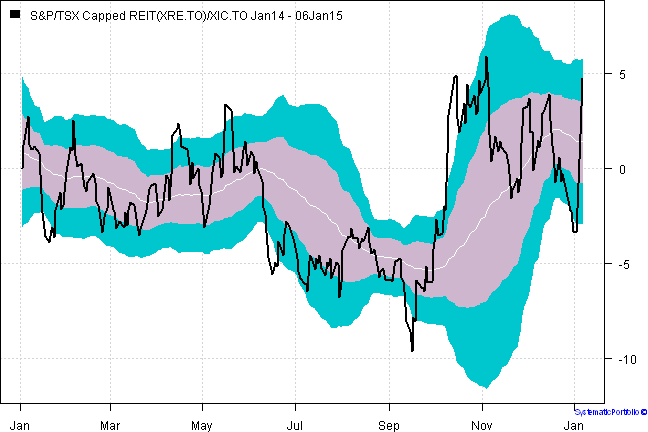 S&P/TSX Capped REIT(XRE.TO)/XIC.TO Jan14 - 06Jan15
5
0
-5
-10
Jan Mar May Jul Sep Nov Jan
SystematicPortfolio ©